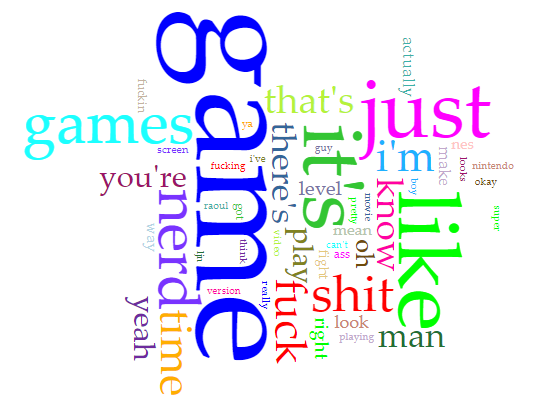 game
games
just
like
it's
that's
i'm
nerd
shit
fuck
time
man
you're
there's
know
play
yeah
level
oh
right
look
mean
fight
make
nes
actually
fuckin
ya
screen
fucking
i've
guy
nintendo
looks
okay
boy
movie
pretty
super
raoul
got
way
think
video
can't
ass
jljn
version
really
playing